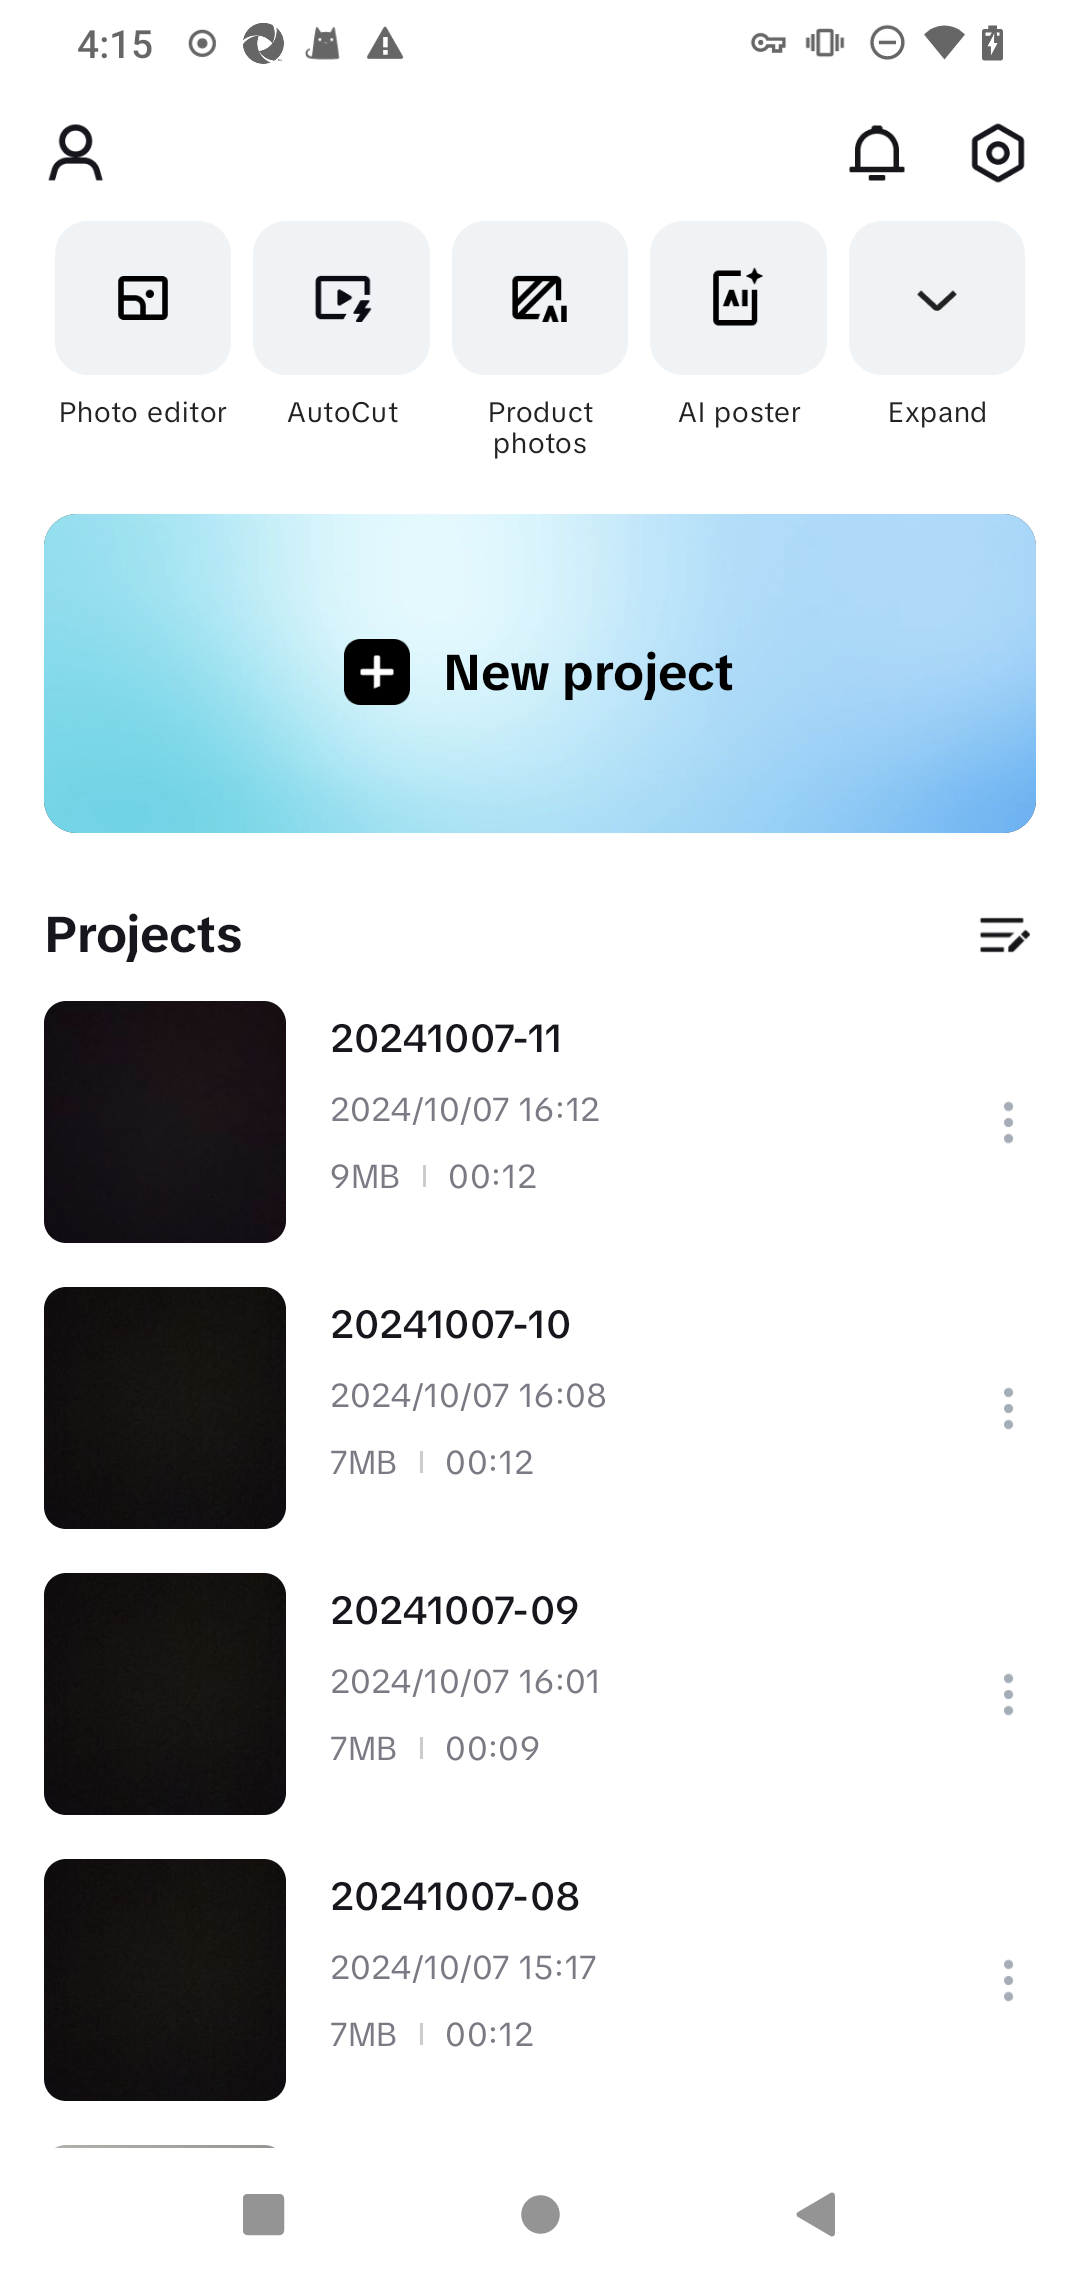 4:15
Photo editor
AutoCut
AI
Product
photos
AI
AI poster
Expand
New project
Projects
20241007-11
2024/10/07 16:12
9MB | 00:12
20241007-10
2024/10/07 16:08
7MB | 00:12
20241007-09
2024/10/07 16:01
7MB | 00:09
20241007-08
2024/10/07 15:17
7MB | 00:12